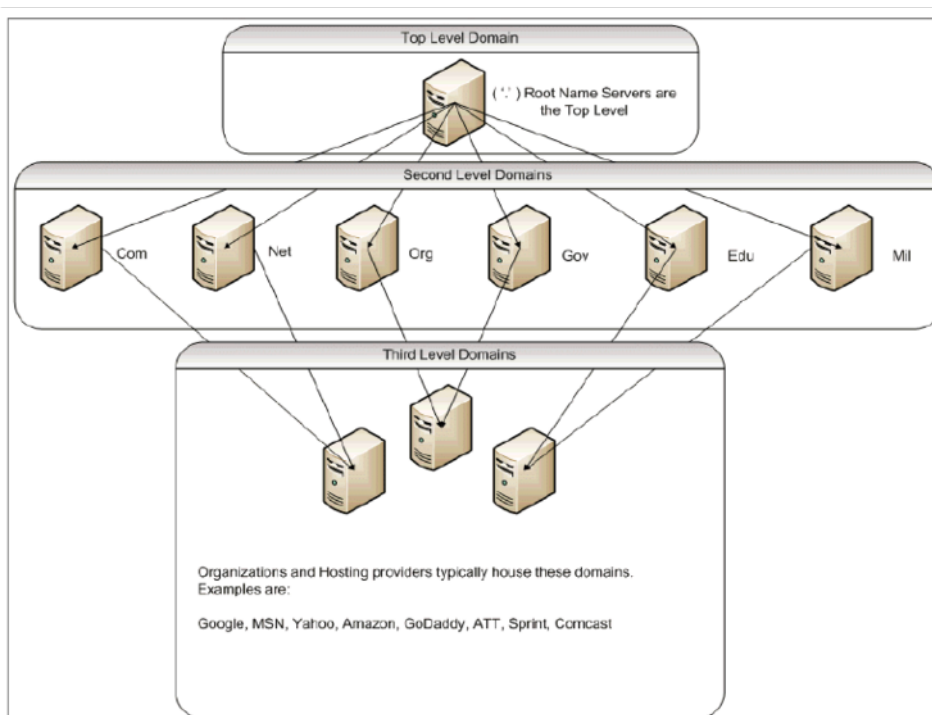 Top Level Domain
( '.' ) Root Name Servers are
the Top Level
Second Level Domains
Com
Net
Org
Gov
Edu
Mil
Third Level Domains
Organizations and Hosting providers typically house these domains.
Examples are:
Google, MSN, Yahoo, Amazon, GoDaddy, ATT, Sprint, Comcast